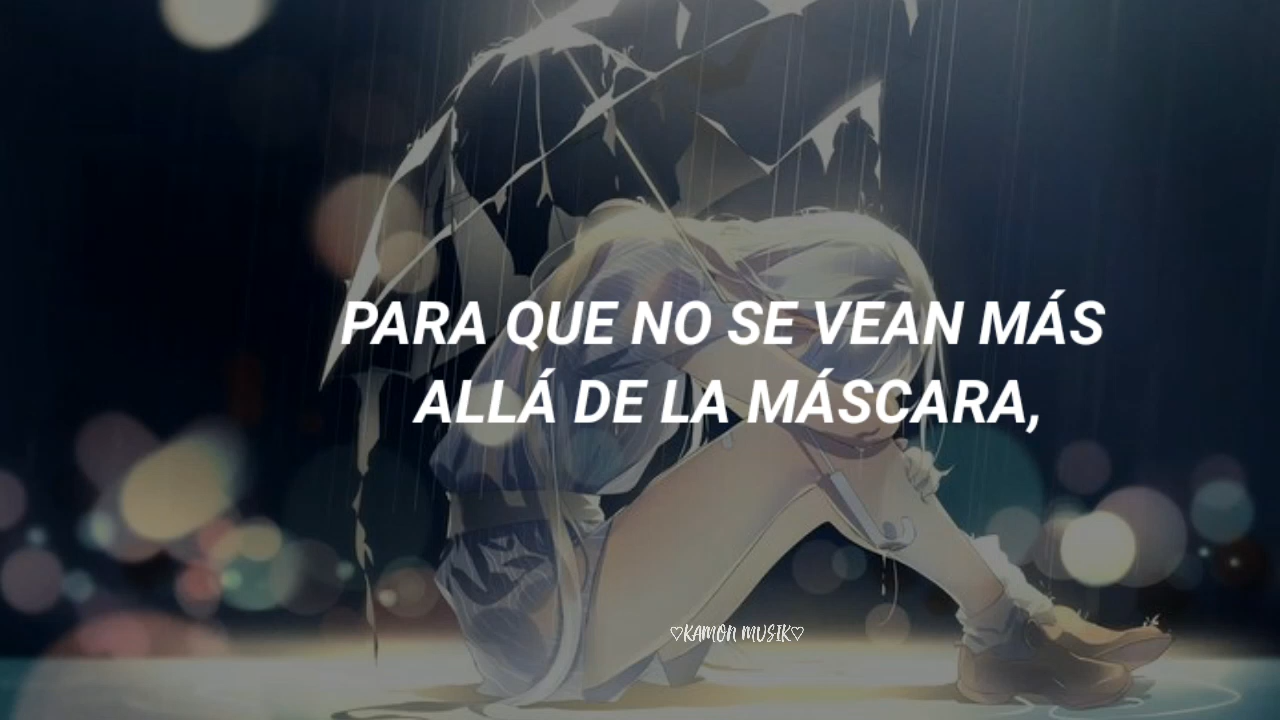 PARA QUE NO SE VEAN MÁS
ALLÁ DE LA MÁSCARA,
♡KAMON MUSIK♡